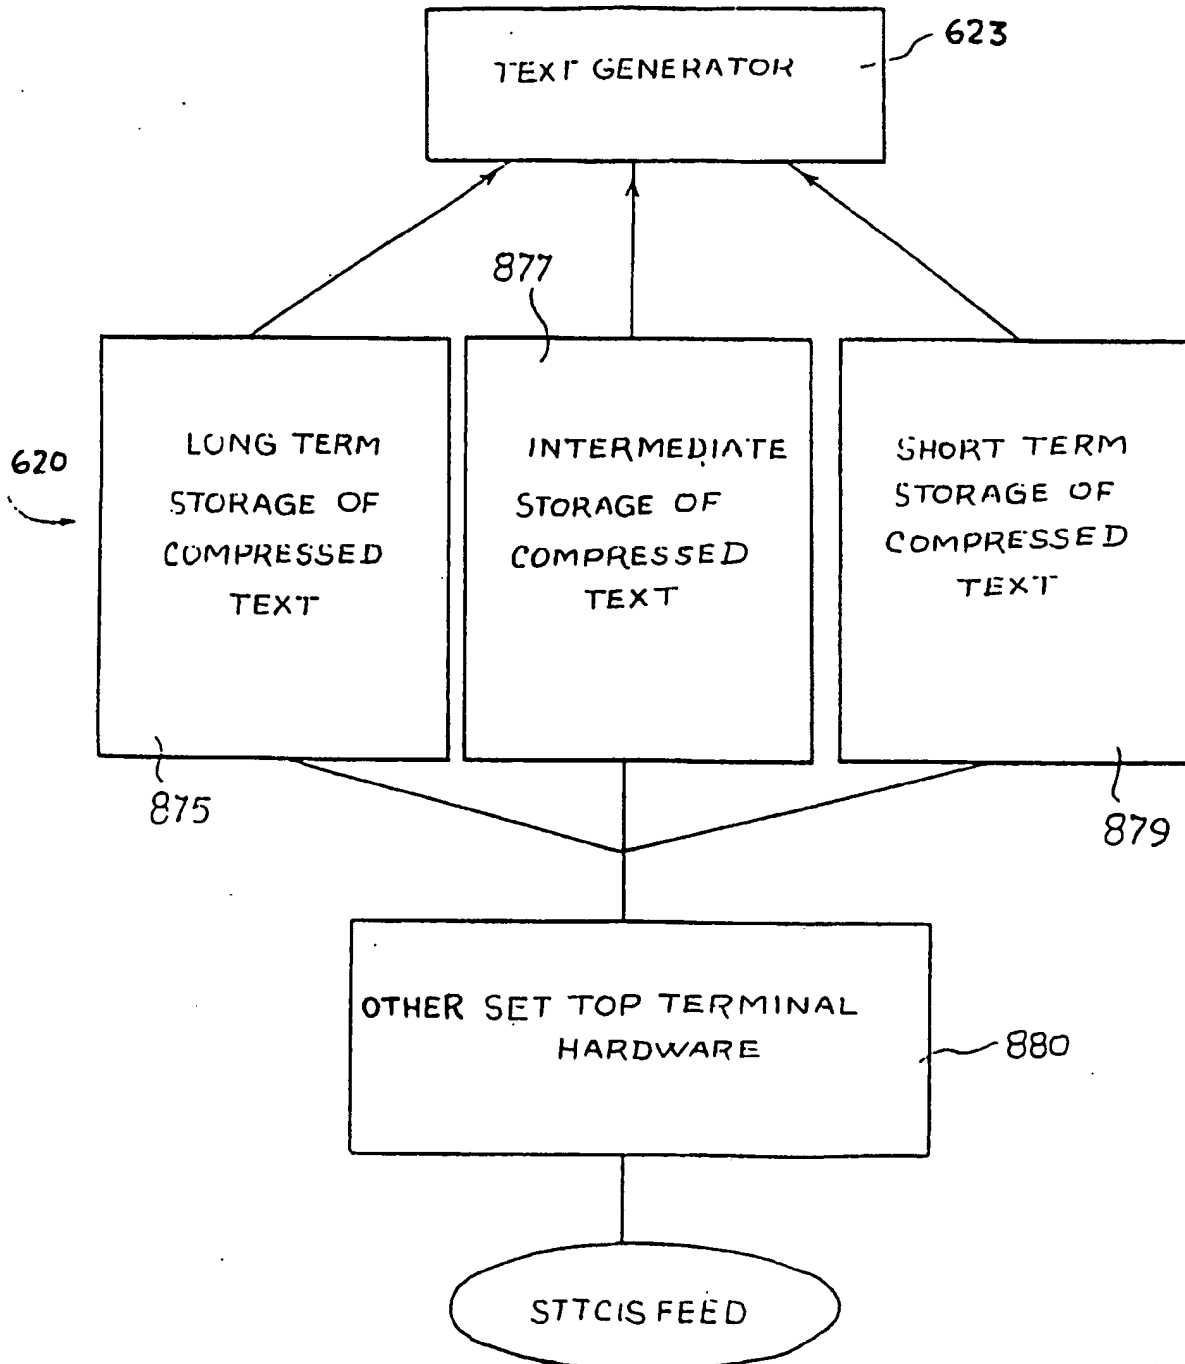 TEXT GENERATOR
623
877
620
LONG TERM
STORAGE OF
COMPRESSED
TEXT
INTERMEDIATE
STORAGE OF
COMPRESSED
TEXT
SHORT TERM
STORAGE OF
COMPRESSED
TEXT
875
879
OTHER SET TOP TERMINAL
HARDWARE
880
STTCIS FEED